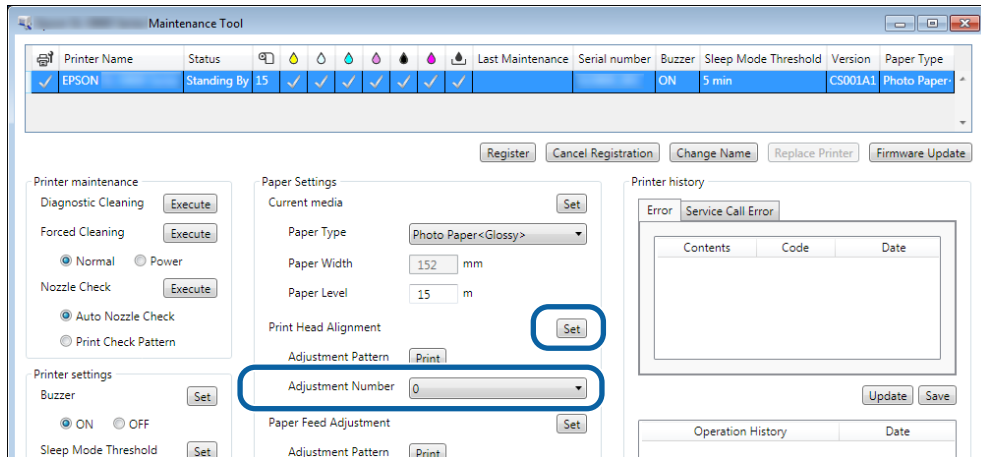 Maintenance Tool
Printer Name Status Last Maintenance Serial number Buzzer Sleep Mode Threshold Version Paper Type
EPSON Standing By 15 ON 5 min CS001A1 Photo Paper
Register Cancel Registration Change Name Replace Printer Firmware Update
Printer maintenance
Diagnostic Cleaning Execute
Forced Cleaning Execute
Normal Power
Nozzle Check Execute
Auto Nozzle Check
Print Check Pattern
Printer settings
Buzzer Set
ON OFF
Sleep Mode Threshold Set
Paper Settings
Current media Set
Paper Type Photo Paper<Glossy>
Paper Width 152 mm
Paper Level 15 m
Print Head Alignment Set
Adjustment Pattern Print
Adjustment Number 0
Paper Feed Adjustment Set
Adjustment Pattern Print
Printer history
Error Service Call Error
Contents Code Date
Update Save
Operation History Date